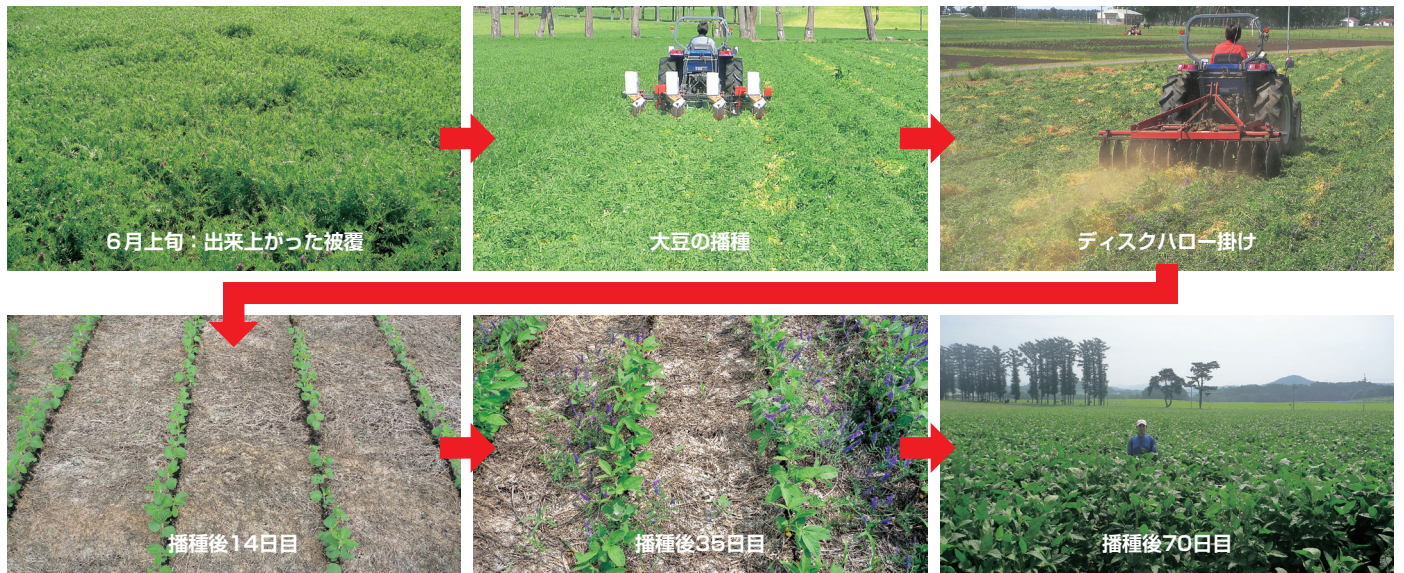 6月上旬：出来上がった被覆
大豆の播種
ディスクハロー掛け
播種後14日目
播種後35日目
播種後70日目